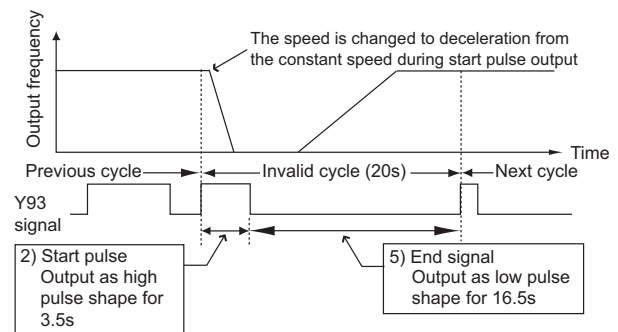 Output frequency
The speed is changed to deceleration from
the constant speed during start pulse output
Time
Previous cycle
Invalid cycle (20s)
Next cycle
Y93
signal
2) Start pulse
Output as high
pulse shape for
3.5s
5) End signal
Output as low pulse
shape for 16.5s